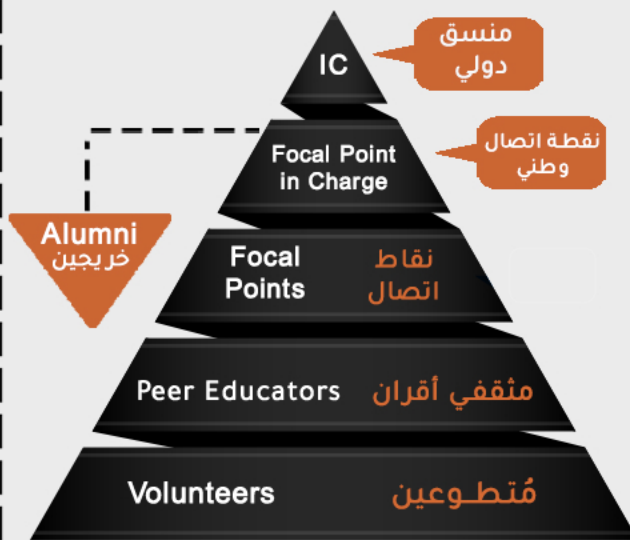 IC
منسق
دولي
Focal Point
in Charge
نقطة اتصال
وطني
Alumni
خريجين
Focal
Points
نقاط
اتصال
Peer Educators مثقفي أقران
Volunteers مُتطـوعين